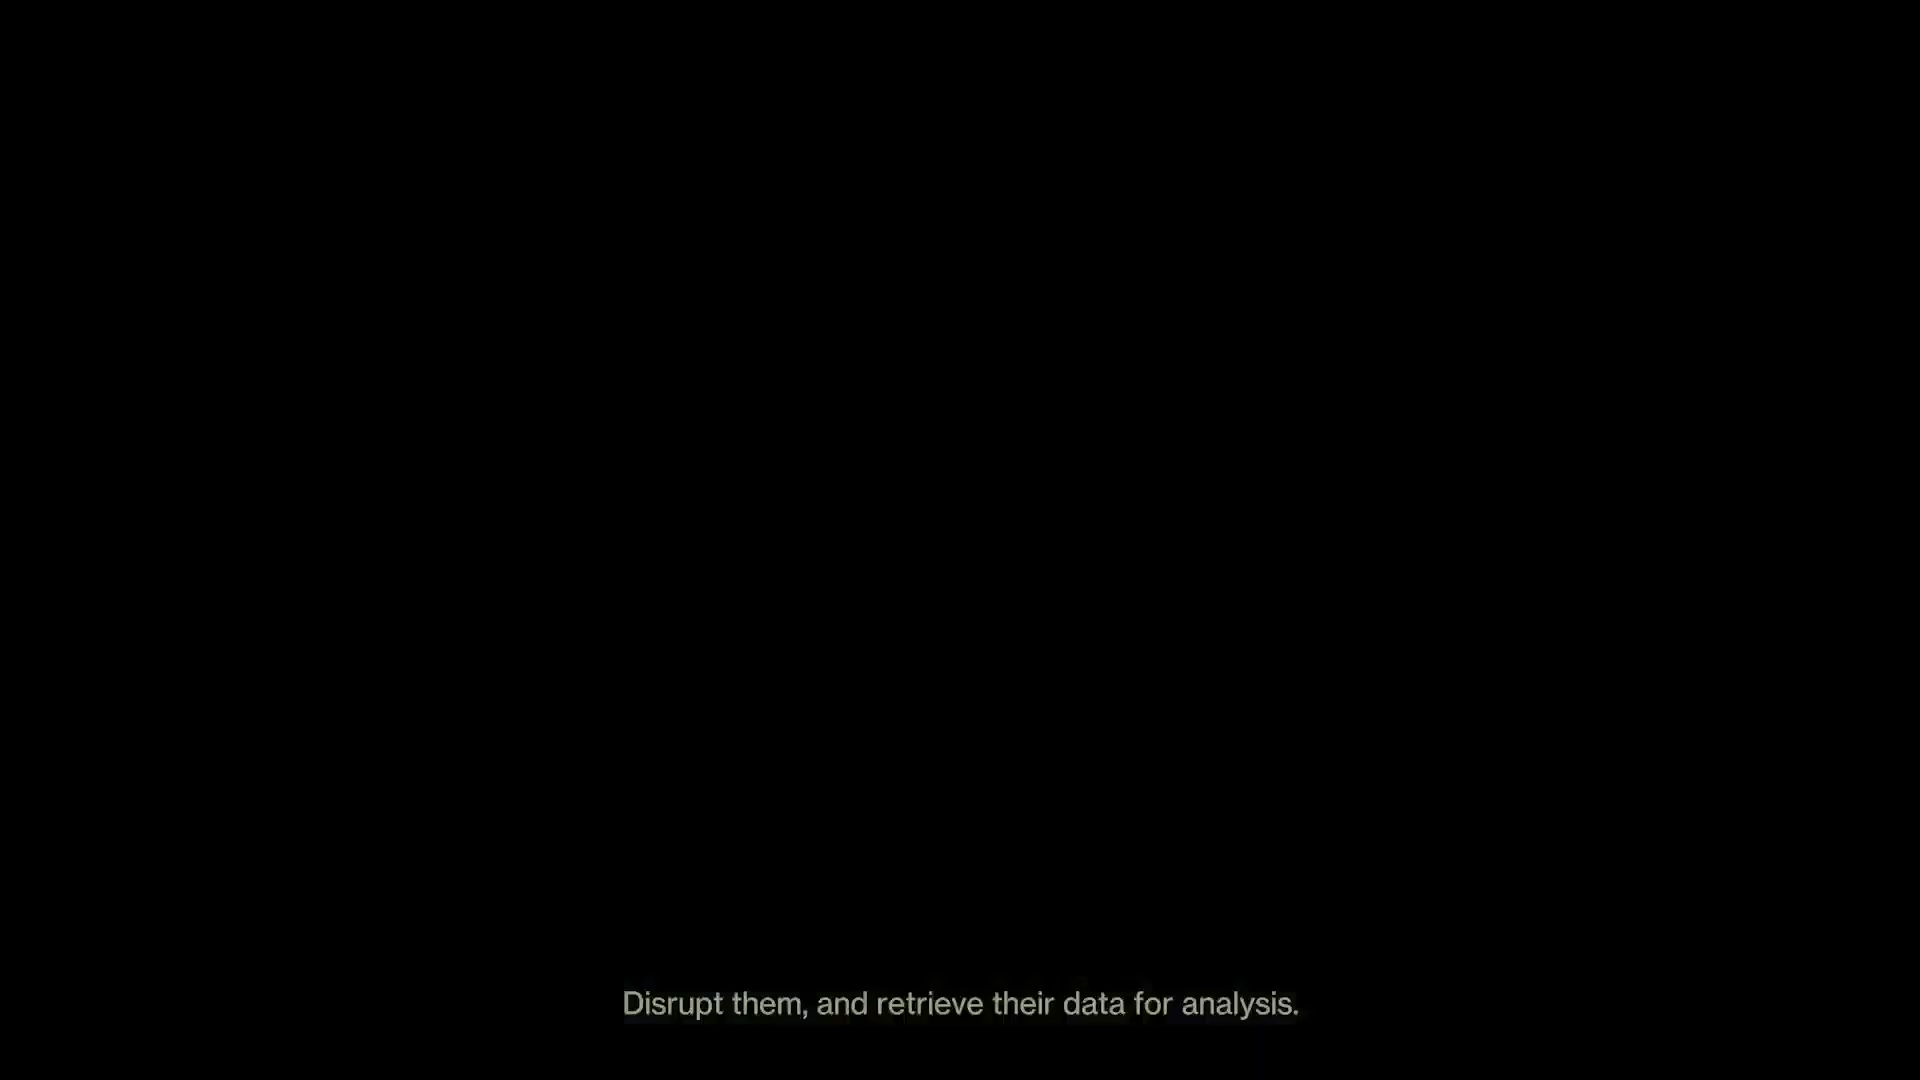 Disrupt them, and retrieve their data for analysis.